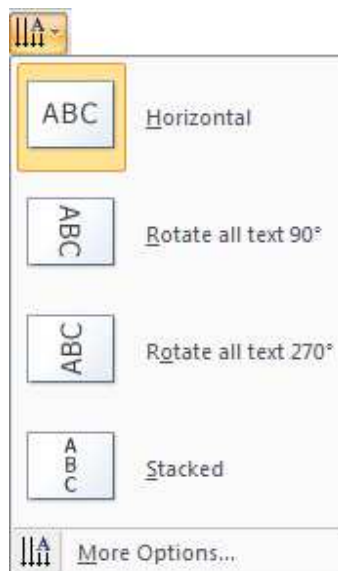 ABC
Horizontal
ABC
Rotate all text 90°
ABC
Rotate all text 270°
A
B
C
Stacked
More Options...